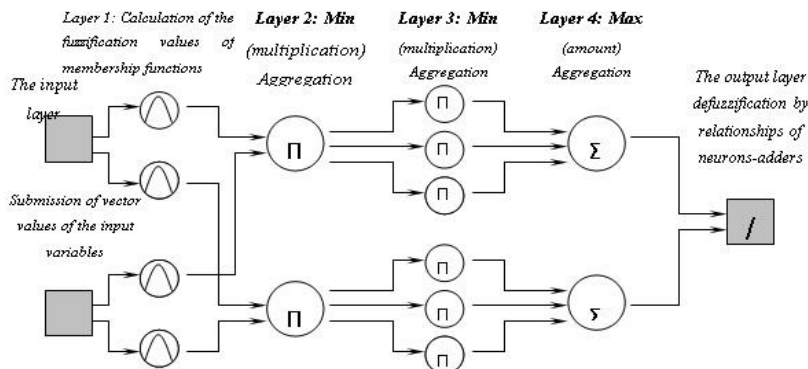 Layer 1: Calculation of the
fuzzification values of
membership functions
Layer 2: Min
(multiplication)
Aggregation
Layer 3: Min
(multiplication)
Aggregation
Layer 4: Max
(amount)
Aggregation
The input
layer
The output layer
defuzzification by
relationships of
neurons-adders
Submission of vector
values of the input
variables
Π
Π
Π
Π
Σ
/
Π
Π
Π
Π
Σ